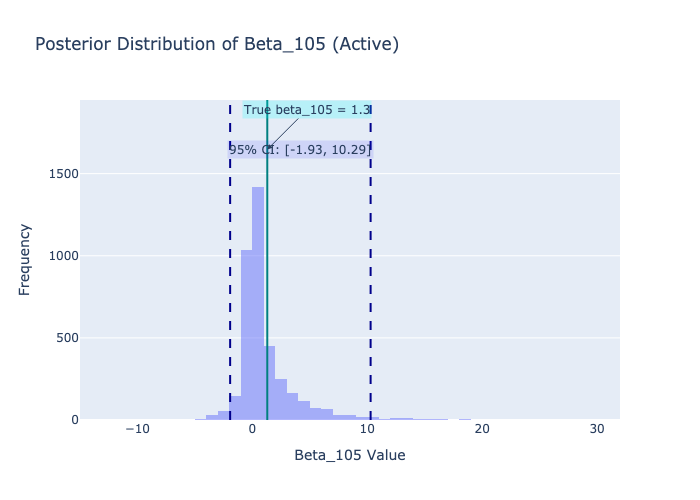 Posterior Distribution of Beta_105 (Active)
True beta_105 = 1.3
95% CI: [-1.93, 10.29]
1500
1000
500
0
Frequency
−10
0
10
20
30
Beta_105 Value